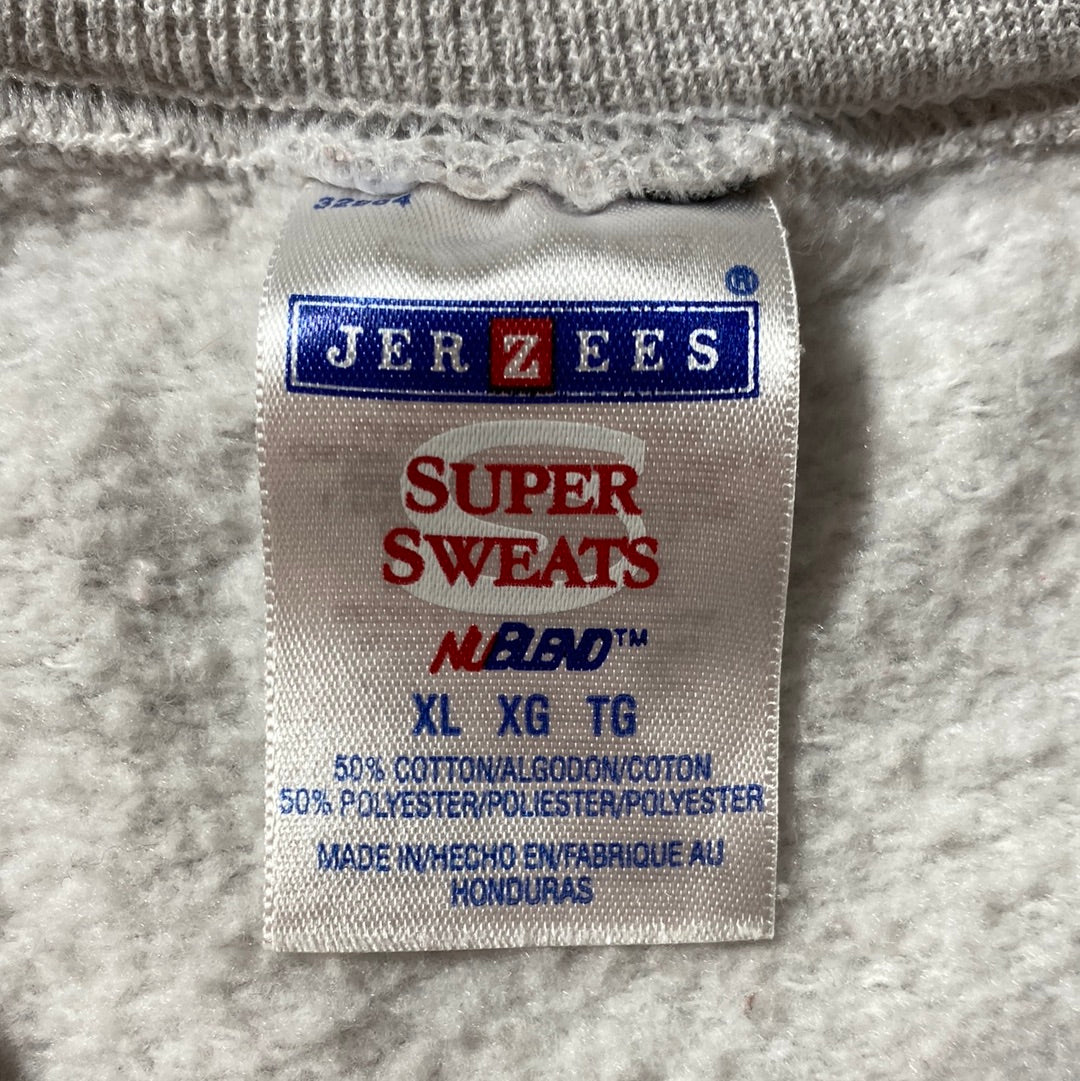 ®
JERZEES
SUPER
SWEATS
NUBLEND™
XL XG TG
50% COTTON/ALGODON/COTON
50% POLYESTER/POLIESTER/POLYESTER
MADE IN/HECHO EN/FABRIQUE AU
HONDURAS